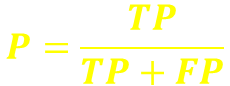 P = TP / (TP + FP)